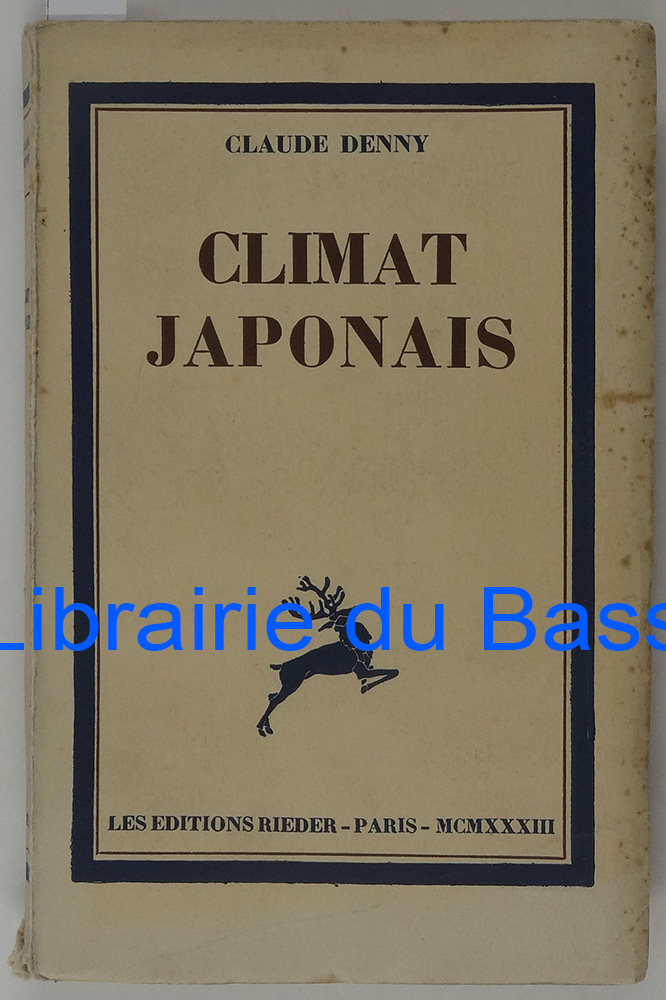 CLAUDE DENNY
CLIMAT
JAPONAIS
Librairie du Bass
LES EDITIONS RIEDER - PARIS - MCMXXXIII